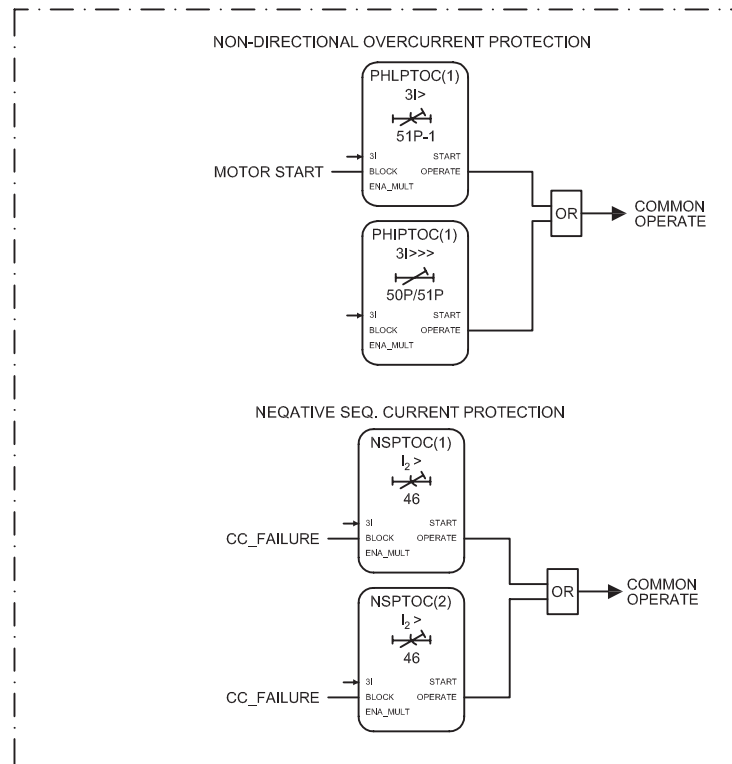 NON-DIRECTIONAL OVERCURRENT PROTECTION
PHLPTOC(1)
3I>
51P-1
3I START
MOTOR START BLOCK OPERATE
ENA_MULT
OR COMMON
OPERATE
PHIPTOC(1)
3I>>>
50P/51P
3I START
BLOCK OPERATE
ENA_MULT
NEQATIVE SEQ. CURRENT PROTECTION
NSPTOC(1)
I2 >
46
3I START
CC_FAILURE BLOCK OPERATE
ENA_MULT
OR COMMON
OPERATE
NSPTOC(2)
I2 >
46
3I START
CC_FAILURE BLOCK OPERATE
ENA_MULT